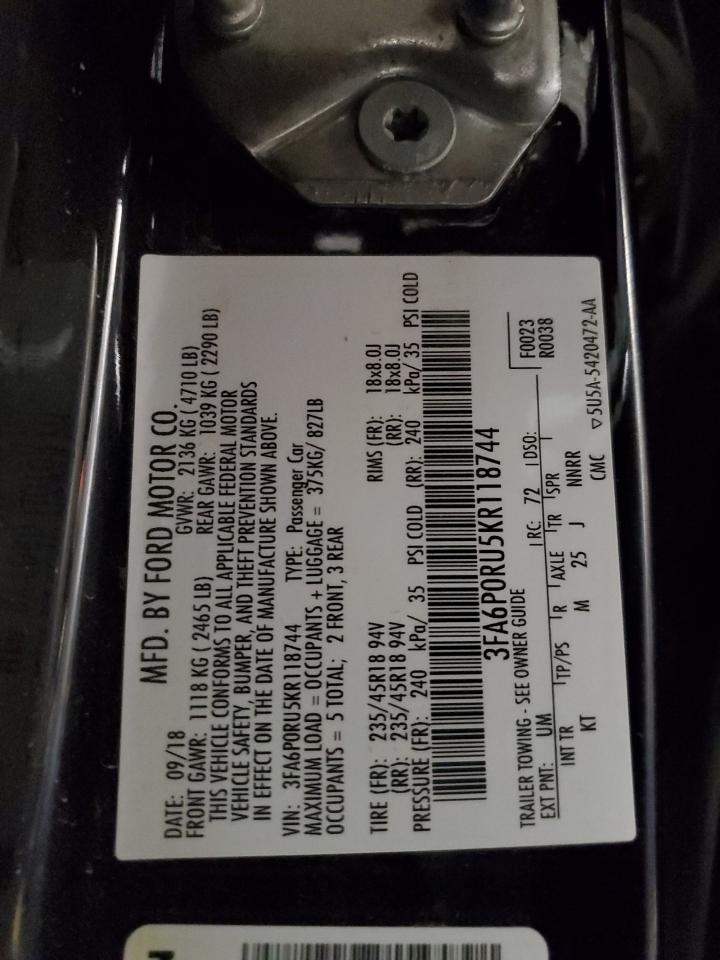 MFD. BY FORD MOTOR CO.
DATE: 09/18 GVWR: 2136 KG ( 4710 LB)
FRONT GAWR: 1118 KG ( 2465 LB) REAR GAWR: 1039 KG ( 2290 LB)
THIS VEHICLE CONFORMS TO ALL APPLICABLE FEDERAL MOTOR
VEHICLE SAFETY, BUMPER, AND THEFT PREVENTION STANDARDS
IN EFFECT ON THE DATE OF MANUFACTURE SHOWN ABOVE.
VIN: 3FA6P0RU5KR118744 TYPE: Passenger Car
MAXIMUM LOAD = OCCUPANTS + LUGGAGE = 375KG/ 827LB
OCCUPANTS = 5 TOTAL; 2 FRONT, 3 REAR
TIRE (FR): 235/45R18 94V RIMS (FR): 18x8.0J
(RR): 235/45R18 94V (RR): 18x8.0J
PRESSURE (FR): 240 kPa/ 35 PSI COLD (RR): 240 kPa/ 35 PSI COLD
3FA6P0RU5KR118744
TRAILER TOWING - SEE OWNER GUIDE F0023
EXT PNT: UM RC: 72 DSO: R0038
INT TR TP/PS R AXLE TR SPR
KT M 25 J NNRR
CMC ▽5U5A-5420472-AA